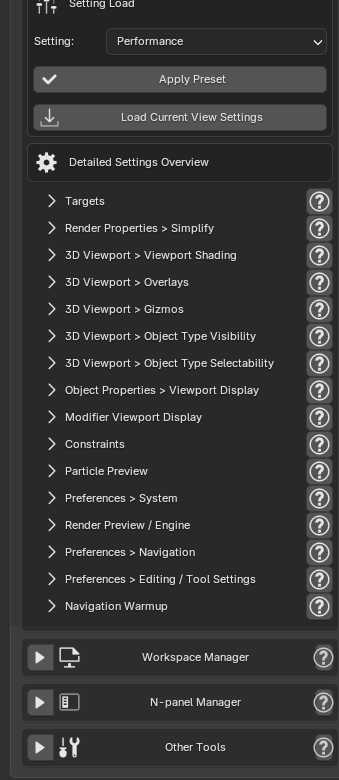 Setting Load
Setting: Performance
Apply Preset
Load Current View Settings
Detailed Settings Overview
Targets
Render Properties > Simplify
3D Viewport > Viewport Shading
3D Viewport > Overlays
3D Viewport > Gizmos
3D Viewport > Object Type Visibility
3D Viewport > Object Type Selectability
Object Properties > Viewport Display
Modifier Viewport Display
Constraints
Particle Preview
Preferences > System
Render Preview / Engine
Preferences > Navigation
Preferences > Editing / Tool Settings
Navigation Warmup
Workspace Manager
N-panel Manager
Other Tools